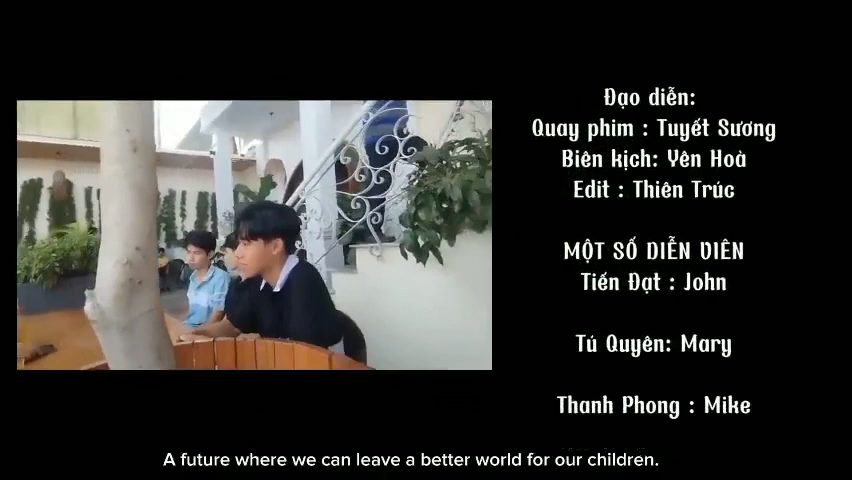 Đạo diễn:
Quay phim : Tuyết Sương
Biên kịch: Yên Hoà
Edit : Thiên Trúc
MỘT SỐ DIỄN VIÊN
Tiến Đạt : John
Tú Quyên: Mary
Thanh Phong : Mike
A future where we can leave a better world for our children.